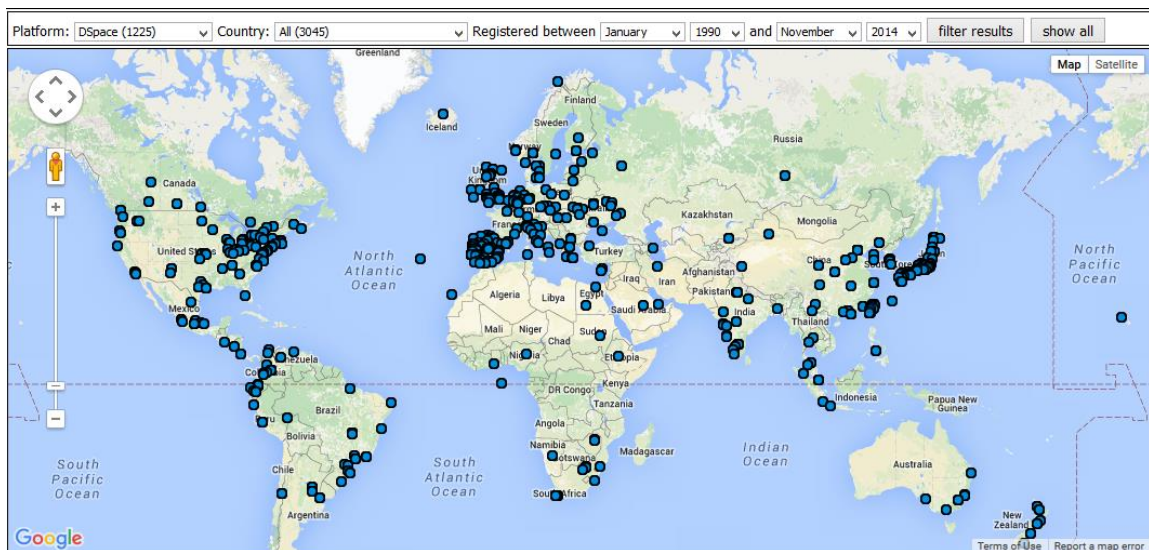 Platform: DSpace (1225) Country: All (3045) Registered between January 1990 and November 2014 filter results show all
Greenland
Map Satellite
Finland
Iceland
Sweden
Norway
Russia
Canada
Kazakhstan
Mongolia
United States
North
Atlantic
Ocean
Turkey
China
North
Pacific
Ocean
Afghanistan
Iraq
Iran
Pakistan
Algeria
Libya
Egypt
Saudi Arabia
India
Mexico
Mali
Niger
Chad
Sudan
Thailand
Venezuela
Nigeria
Ethiopia
Colombia
Kenya
DR Congo
Indonesia
Papua New
Guinea
Tanzania
Brazil
Peru
Angola
Bolivia
Namibia
Botswana
Madagascar
Indian
Ocean
Chile
Australia
South
Pacific
Ocean
South
Atlantic
Ocean
South Africa
Argentina
New
Zealand
Google
Terms of Use Report a map error